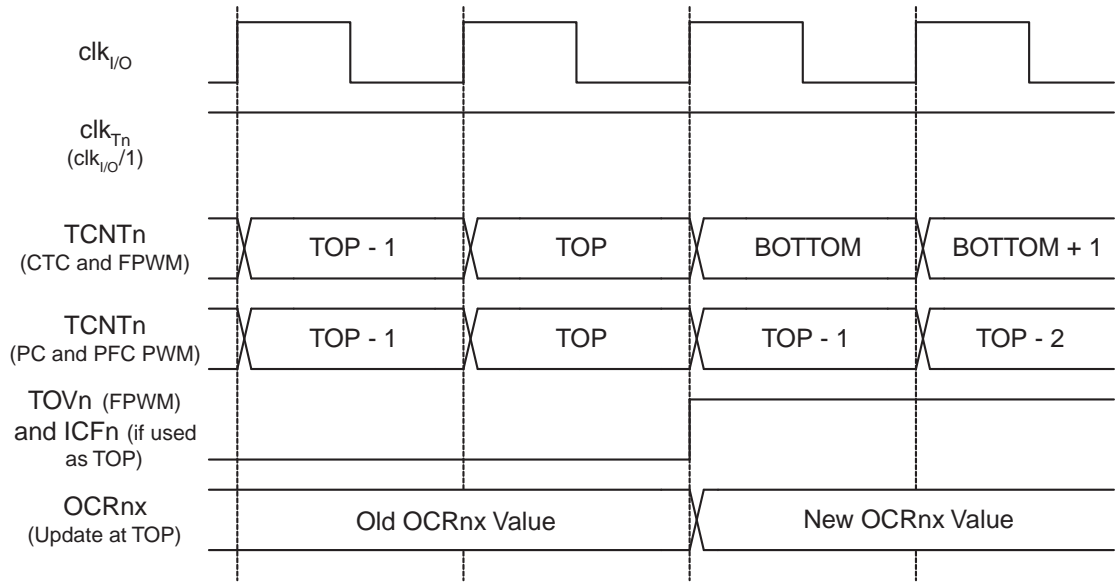 clkI/O
clkTn
(clkI/O/1)
TCNTn
(CTC and FPWM)
TOP - 1
TOP
BOTTOM
BOTTOM + 1
TCNTn
(PC and PFC PWM)
TOP - 1
TOP
TOP - 1
TOP - 2
TOVn (FPWM)
and ICFn (if used
as TOP)
OCRnx
(Update at TOP)
Old OCRnx Value
New OCRnx Value